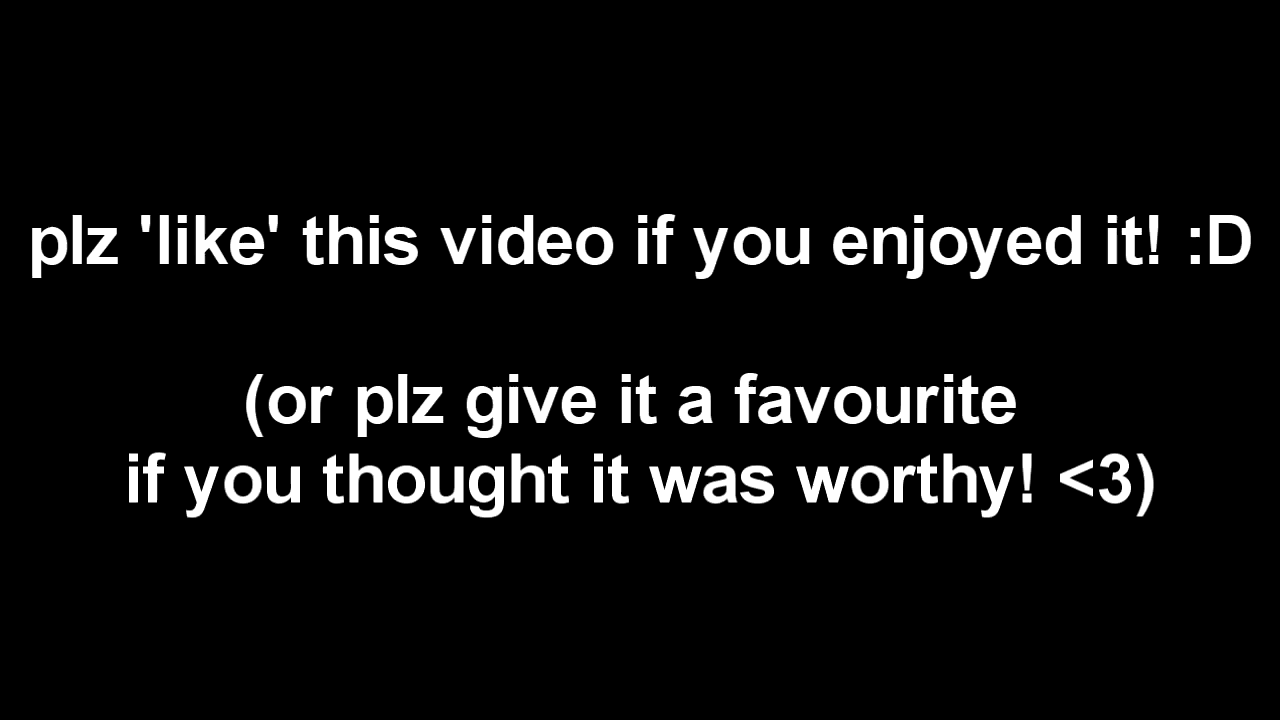 plz 'like' this video if you enjoyed it! :D
(or plz give it a favourite
if you thought it was worthy! <3)